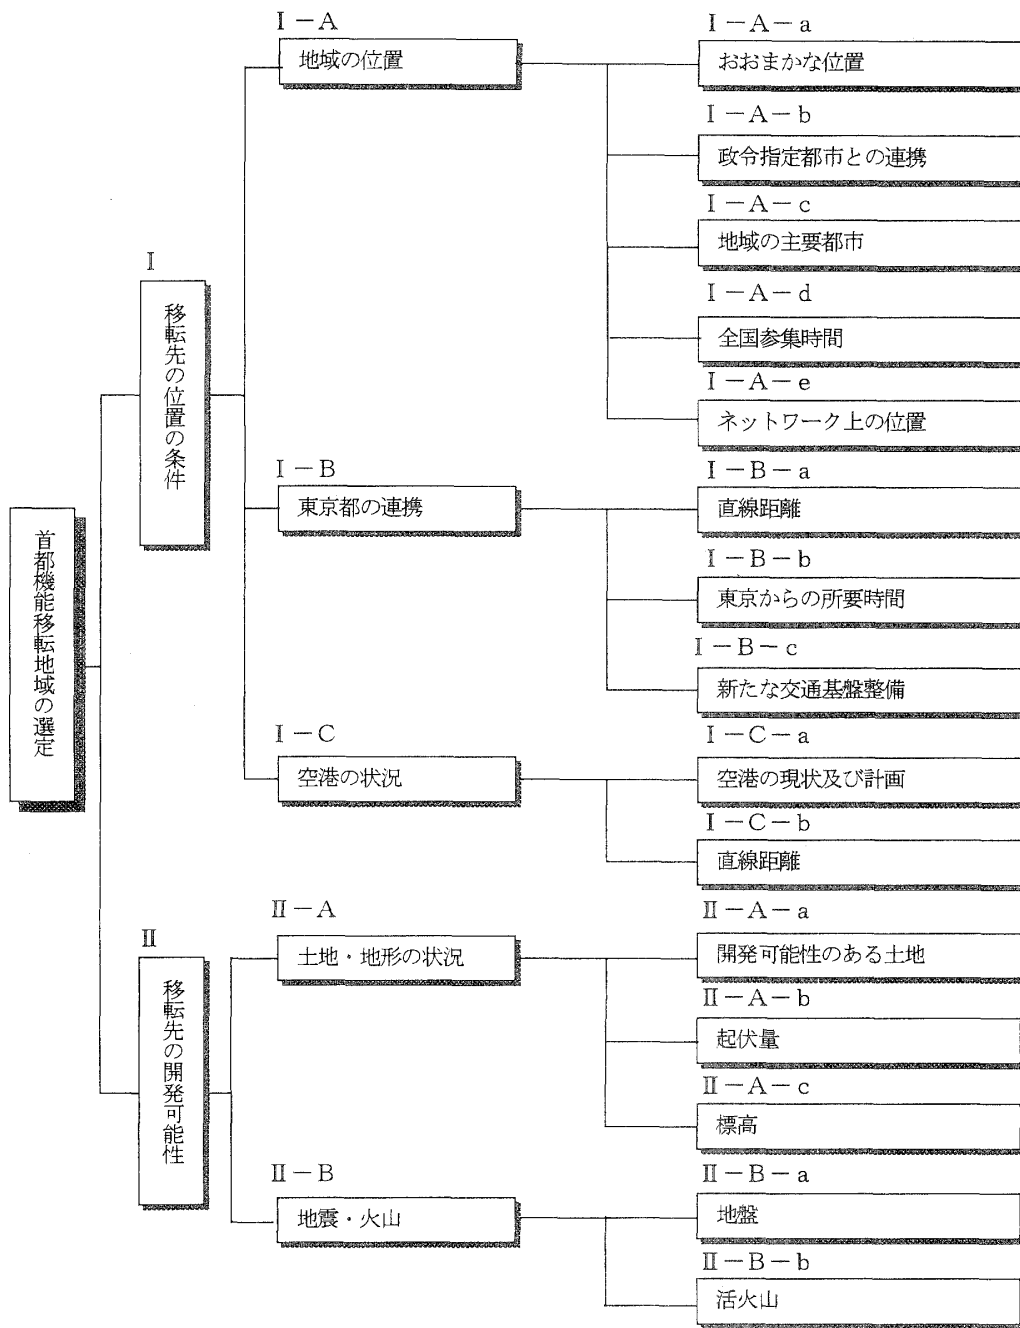 首都機能移転地域の選定
Ⅰ
移転先の位置の条件
Ⅰ－A
地域の位置
Ⅰ－A－a
おおまかな位置
Ⅰ－A－b
政令指定都市との連携
Ⅰ－A－c
地域の主要都市
Ⅰ－A－d
全国参集時間
Ⅰ－A－e
ネットワーク上の位置
Ⅰ－B
東京都の連携
Ⅰ－B－a
直線距離
Ⅰ－B－b
東京からの所要時間
Ⅰ－B－c
新たな交通基盤整備
Ⅰ－C
空港の状況
Ⅰ－C－a
空港の現状及び計画
Ⅰ－C－b
直線距離
Ⅱ
移転先の開発可能性
Ⅱ－A
土地・地形の状況
Ⅱ－A－a
開発可能性のある土地
Ⅱ－A－b
起伏量
Ⅱ－A－c
標高
Ⅱ－B
地震・火山
Ⅱ－B－a
地盤
Ⅱ－B－b
活火山